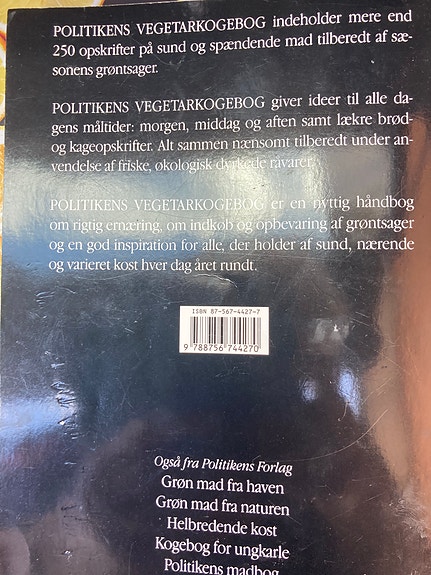 POLITIKENS VEGETARKOGEBOG indeholder mere end
250 opskrifter på sund og spændende mad tilberedt af sæ-
sonens grøntsager.
POLITIKENS VEGETARKOGEBOG giver ideer til alle da-
gens måltider: morgen, middag og aften samt lækre brød-
og kageopskrifter. Alt sammen nænsomt tilberedt under an-
vendelse af friske, økologisk dyrkede råvarer.
POLITIKENS VEGETARKOGEBOG er en nyttig håndbog
om rigtig ernæring, om indkøb og opbevaring af grøntsager
og en god inspiration for alle, der holder af sund, nærende
og varieret kost hver dag året rundt.
ISBN 87-567-4427-7
9 788756 744270
Også fra Politikens Forlag
Grøn mad fra haven
Grøn mad fra naturen
Helbredende kost
Kogebog for ungkarle
Politikens madbog